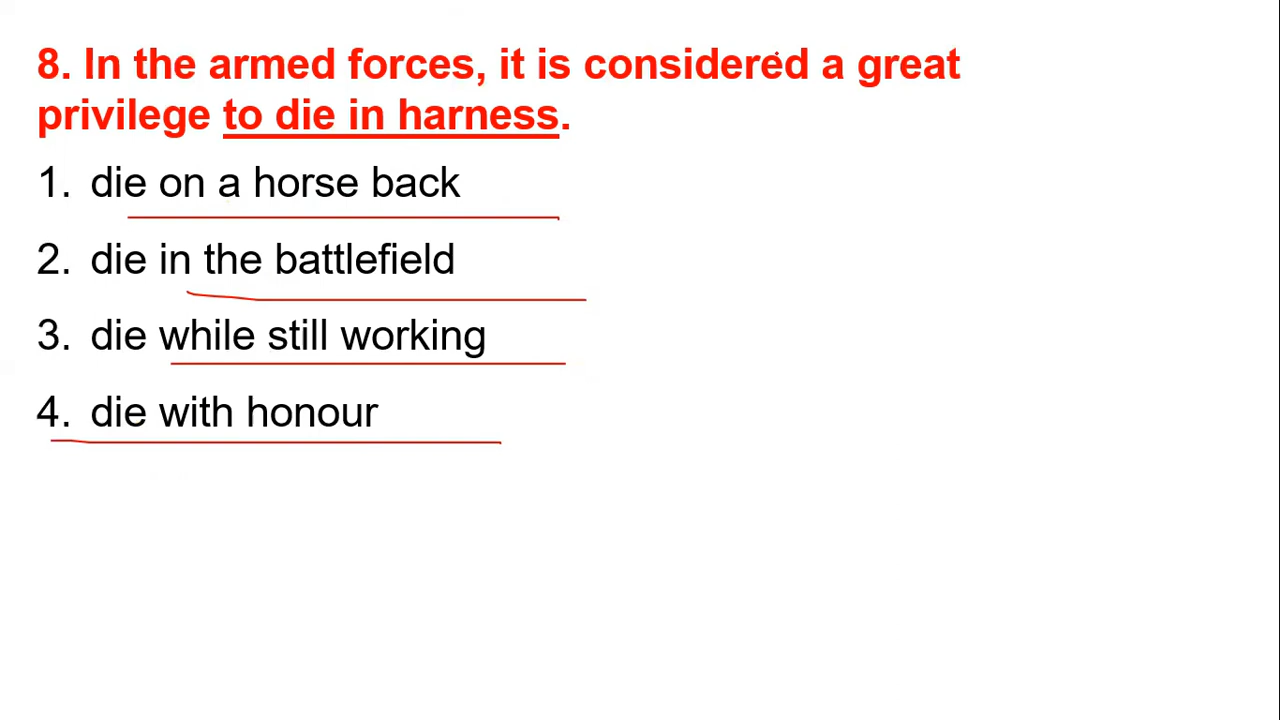 8. In the armed forces, it is considered a great
privilege to die in harness.
1. die on a horse back
2. die in the battlefield
3. die while still working
4. die with honour